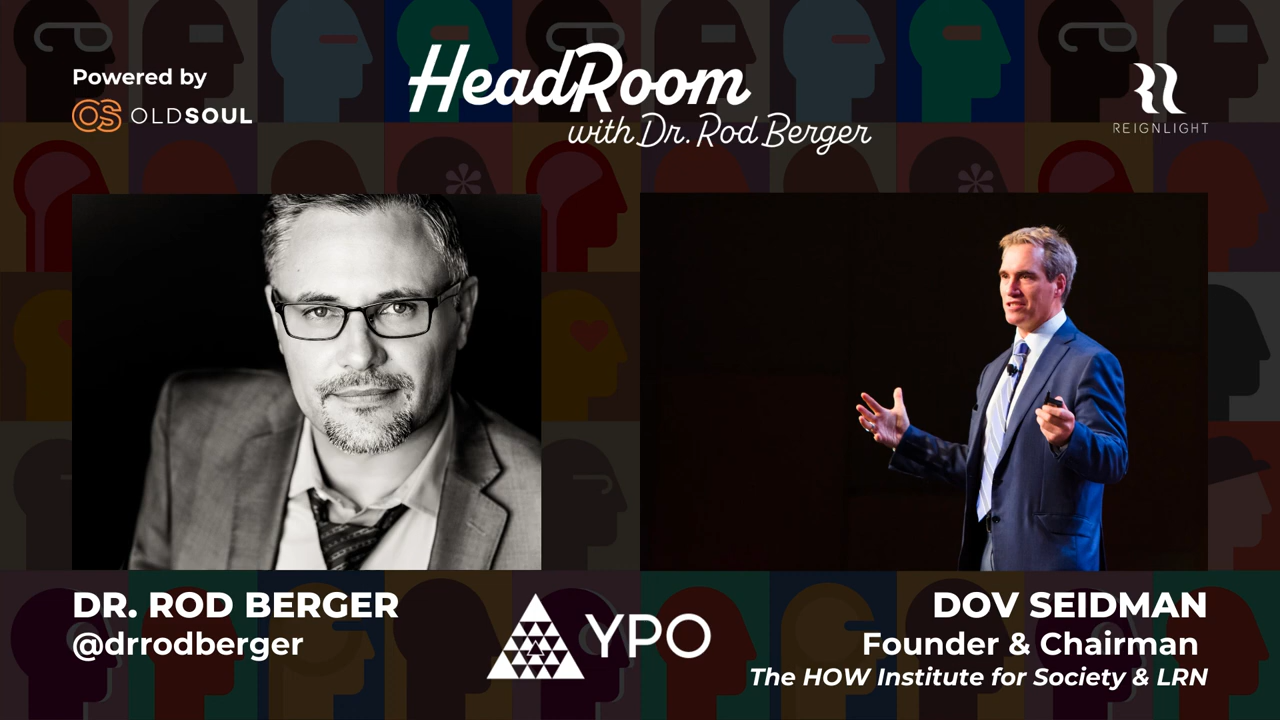 Powered by
OS OLDSOUL
HeadRoom
with Dr. Rod Berger
REIGNLIGHT
DR. ROD BERGER
@drrodberger
YPO
DOV SEIDMAN
Founder & Chairman
The HOW Institute for Society & LRN